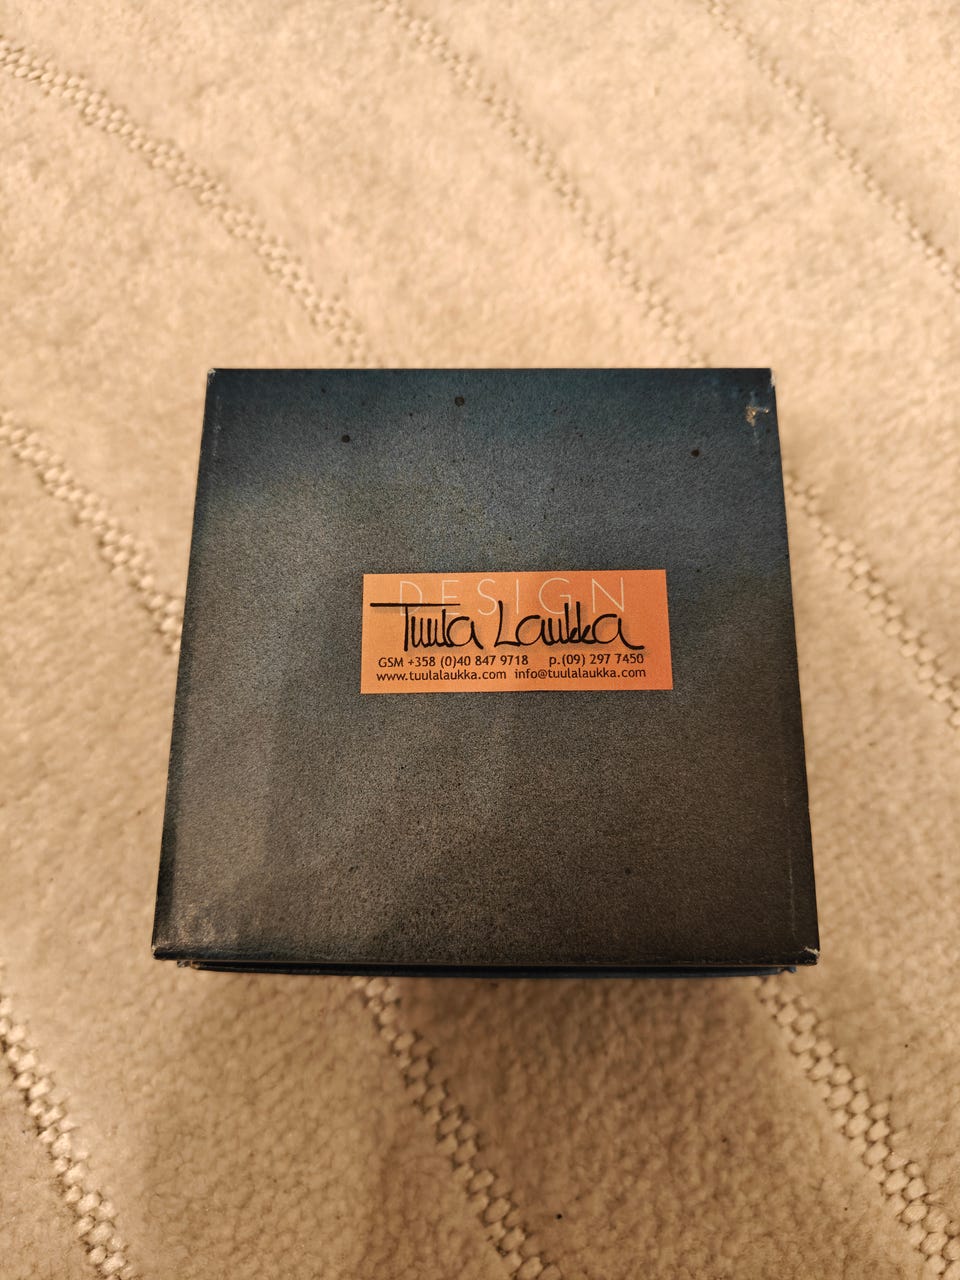 DESIGN
Tuula Laukka
GSM +358 (0)40 847 9718 p.(09) 297 7450
www.tuulalaukka.com info@tuulalaukka.com